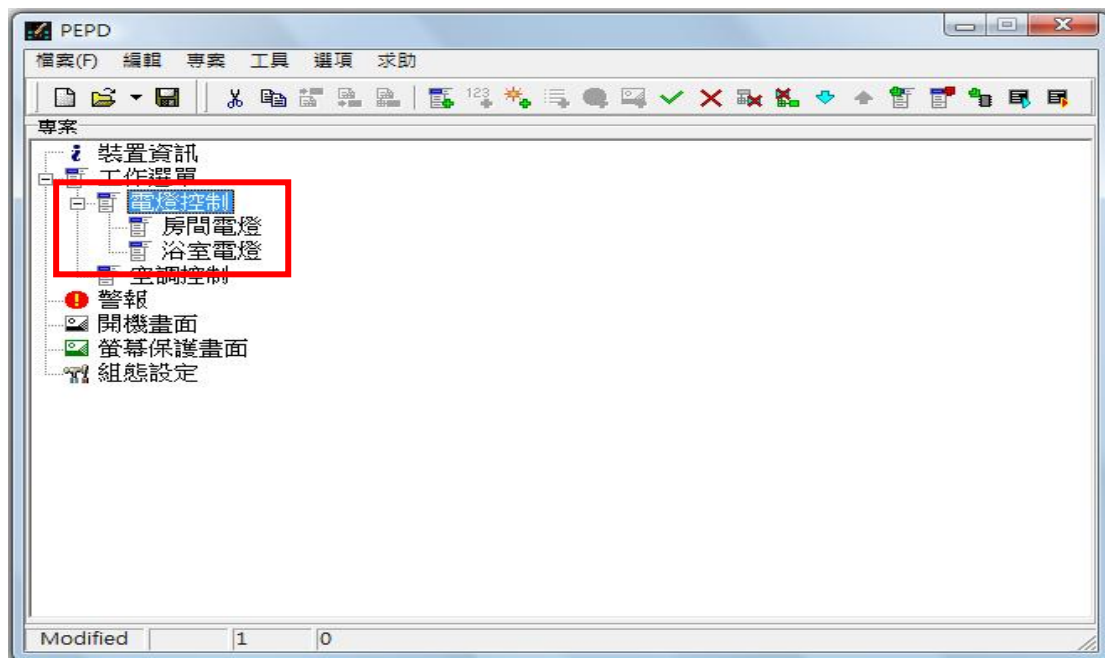 PEPD
檔案(F) 編輯 專案 工具 選項 求助
專案
裝置資訊
工作選單
電燈控制
房間電燈
浴室電燈
空調控制
警報
開機畫面
螢幕保護畫面
組態設定
Modified 1 0